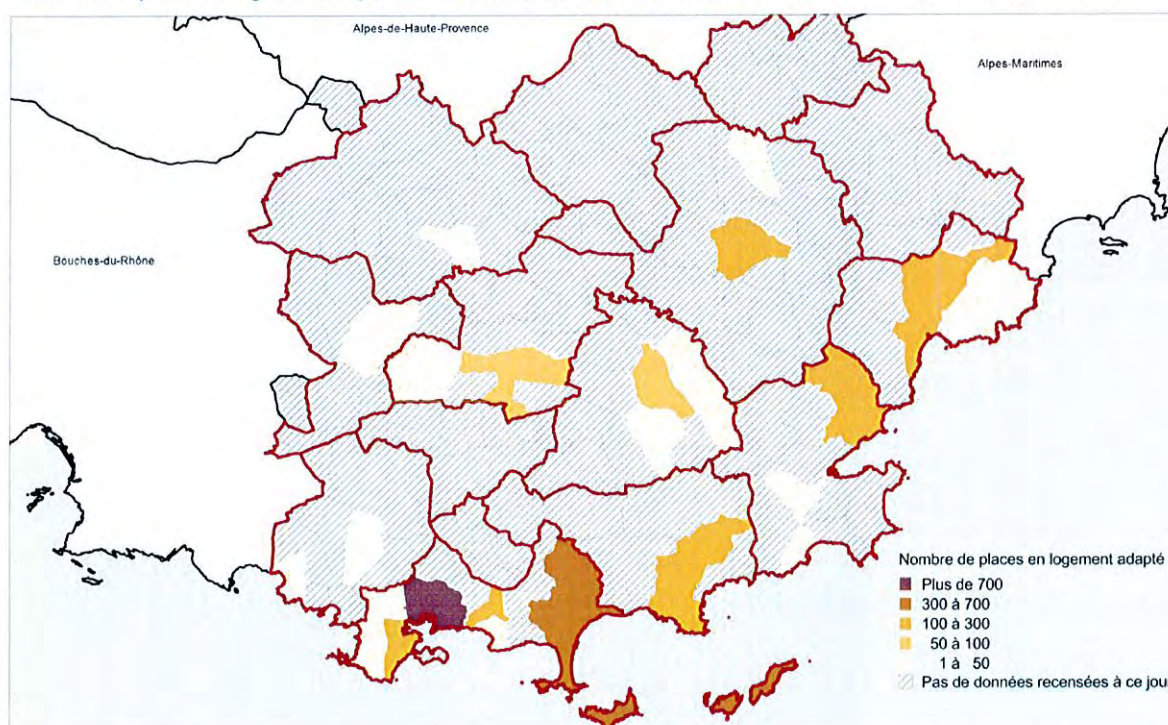 Alpes-de-Haute-Provence
Alpes-Maritimes
Bouches-du-Rhône
Nombre de places en logement adapté
Plus de 700
300 à 700
100 à 300
50 à 100
1 à 50
Pas de données recensées à ce jour